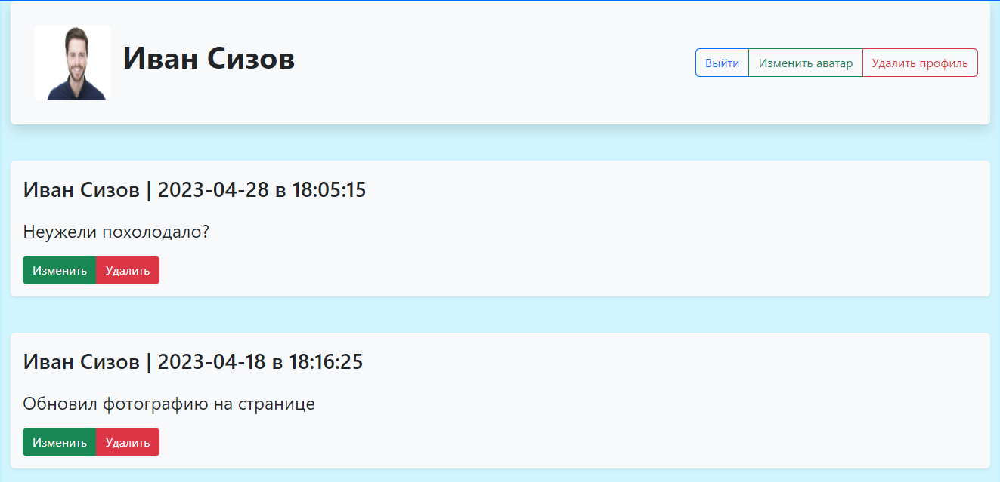 Иван Сизов
Выйти Изменить аватар Удалить профиль
Иван Сизов | 2023-04-28 в 18:05:15
Неужели похолодало?
Изменить Удалить
Иван Сизов | 2023-04-18 в 18:16:25
Обновил фотографию на странице
Изменить Удалить